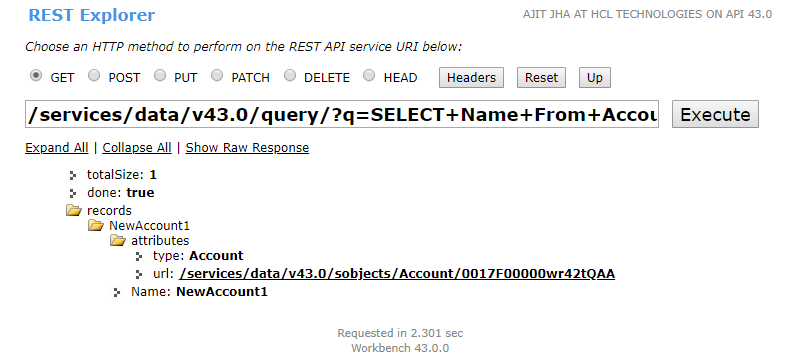 REST Explorer
AJIT JHA AT HCL TECHNOLOGIES ON API 43.0
Choose an HTTP method to perform on the REST API service URI below:
GET POST PUT PATCH DELETE HEAD Headers Reset Up
/services/data/v43.0/query/?q=SELECT+Name+From+Accou Execute
Expand All | Collapse All | Show Raw Response
totalSize: 1
done: true
records
NewAccount1
attributes
type: Account
url: /services/data/v43.0/sobjects/Account/0017F00000wr42tQAA
Name: NewAccount1
Requested in 2.301 sec
Workbench 43.0.0